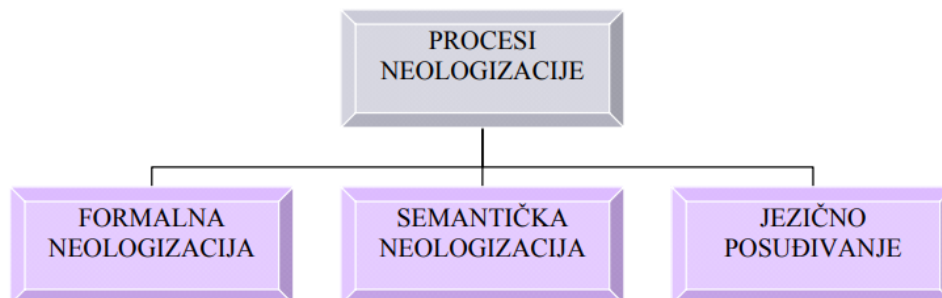 PROCESI
NEOLOGIZACIJE
FORMALNA
NEOLOGIZACIJA
SEMANTIČKA
NEOLOGIZACIJA
JEZIČNO
POSUĐIVANJE